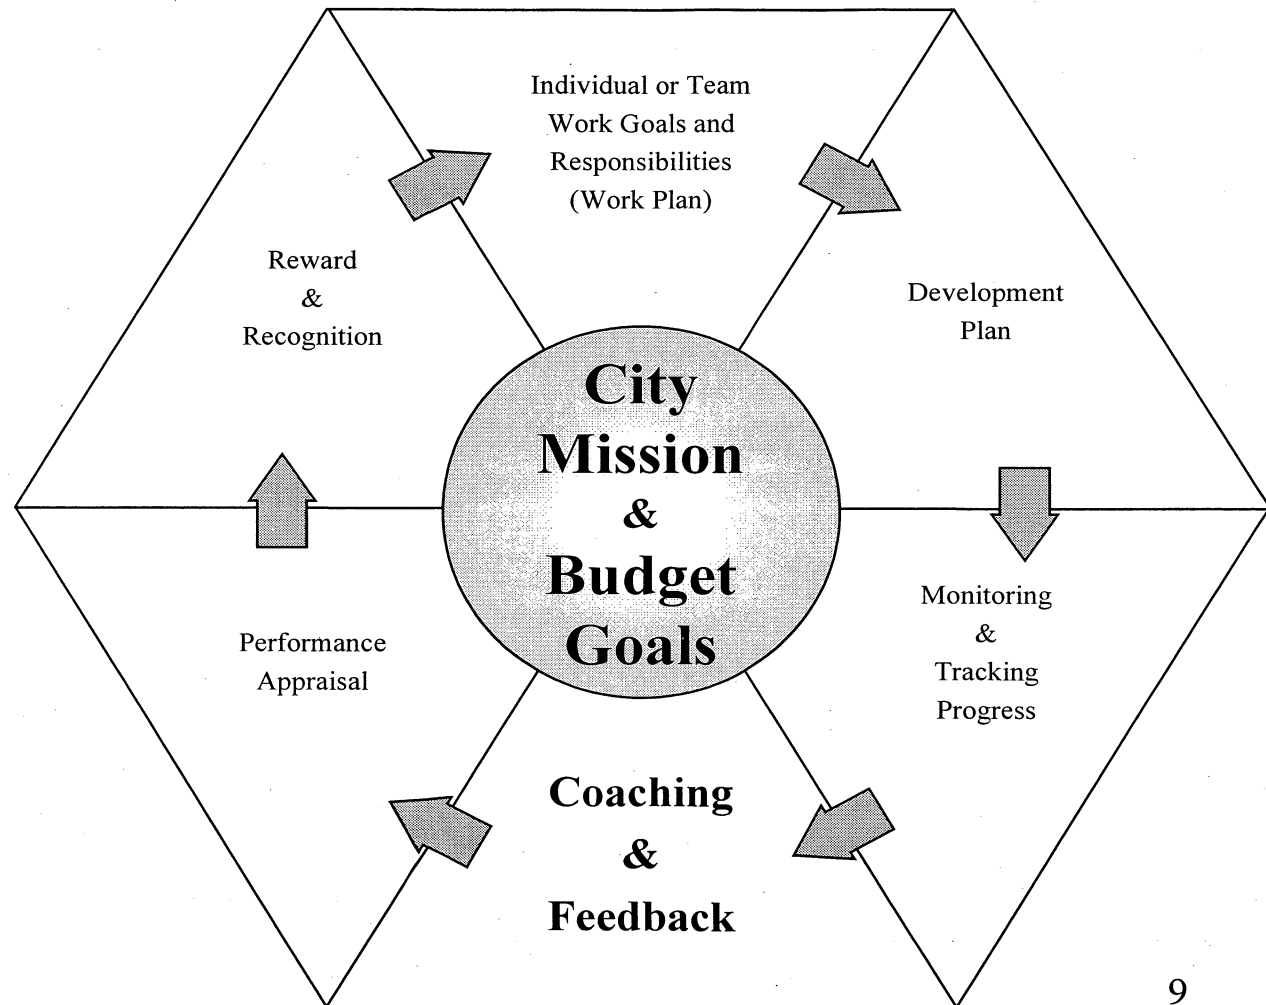 Individual or Team
Work Goals and
Responsibilities
(Work Plan)
Development
Plan
Monitoring
&
Tracking
Progress
Coaching
&
Feedback
Performance
Appraisal
Reward
&
Recognition
City
Mission
&
Budget
Goals
9